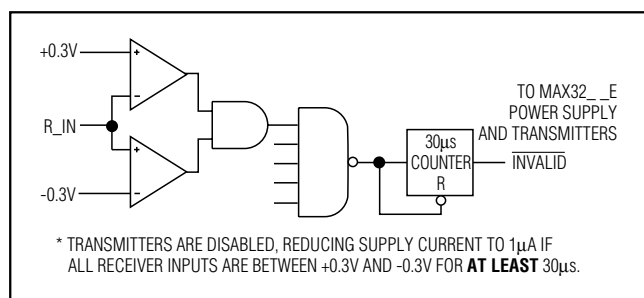 +0.3V
+
-
R_IN
+
-
-0.3V
30μs
COUNTER
R
TO MAX32_ _E
POWER SUPPLY
AND TRANSMITTERS
INVALID
* TRANSMITTERS ARE DISABLED, REDUCING SUPPLY CURRENT TO 1μA IF
ALL RECEIVER INPUTS ARE BETWEEN +0.3V AND -0.3V FOR AT LEAST 30μs.